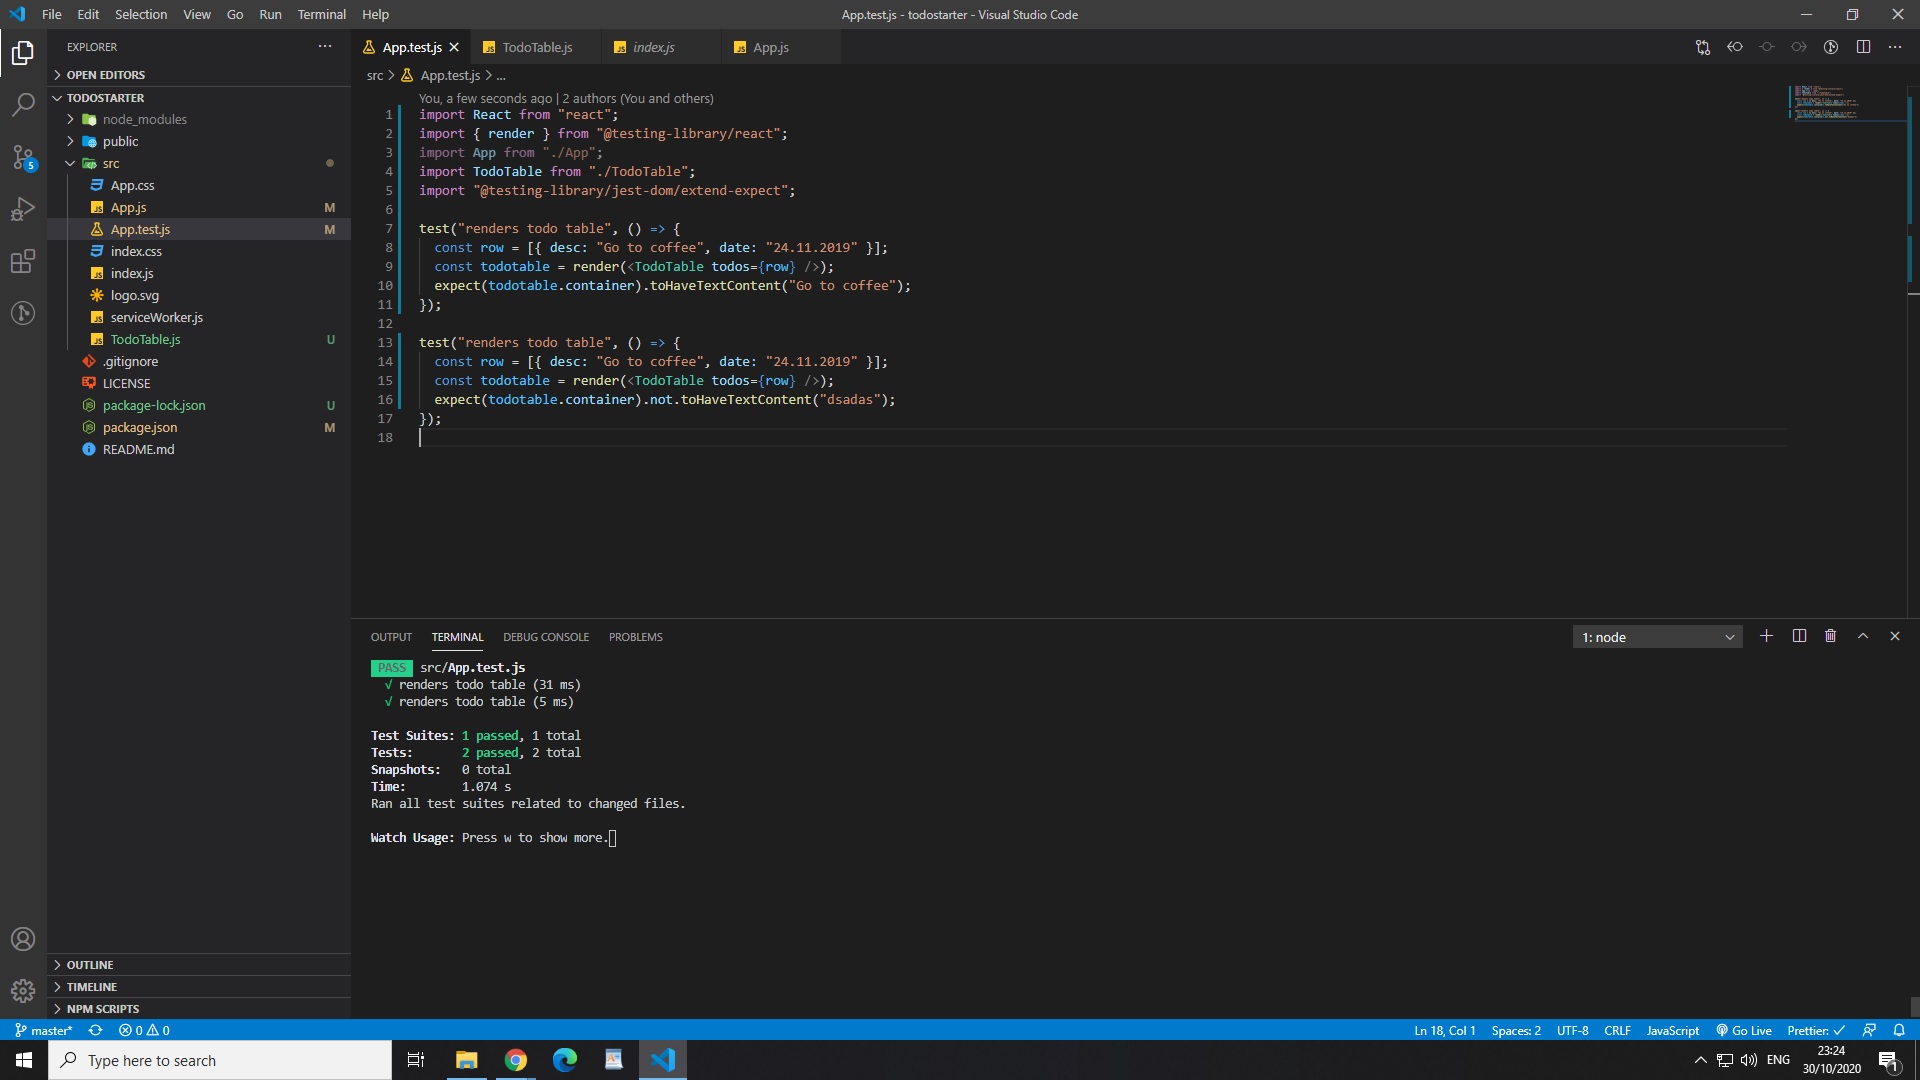 File Edit Selection View Go Run Terminal Help
App.test.js - todostarter - Visual Studio Code
EXPLORER
OPEN EDITORS
TODOSTARTER
node_modules
public
src
App.css
App.js M
App.test.js M
index.css
index.js
logo.svg
serviceWorker.js
TodoTable.js U
.gitignore
LICENSE
package-lock.json U
package.json M
README.md
OUTLINE
TIMELINE
NPM SCRIPTS
5
App.test.js TodoTable.js index.js App.js
src > App.test.js > ...
You, a few seconds ago | 2 authors (You and others)
1 import React from "react";
2 import { render } from "@testing-library/react";
3 import App from "./App";
4 import TodoTable from "./TodoTable";
5 import "@testing-library/jest-dom/extend-expect";
6
7 test("renders todo table", () => {
8 const row = [{ desc: "Go to coffee", date: "24.11.2019" }];
9 const todotable = render(<TodoTable todos={row} />);
10 expect(todotable.container).toHaveTextContent("Go to coffee");
11 });
12
13 test("renders todo table", () => {
14 const row = [{ desc: "Go to coffee", date: "24.11.2019" }];
15 const todotable = render(<TodoTable todos={row} />);
16 expect(todotable.container).not.toHaveTextContent("dsadas");
17 });
18
OUTPUT TERMINAL DEBUG CONSOLE PROBLEMS
1: node
PASS src/App.test.js
√ renders todo table (31 ms)
√ renders todo table (5 ms)
Test Suites: 1 passed, 1 total
Tests: 2 passed, 2 total
Snapshots: 0 total
Time: 1.074 s
Ran all test suites related to changed files.
Watch Usage: Press w to show more.
master* 0 0
Ln 18, Col 1 Spaces: 2 UTF-8 CRLF JavaScript Go Live Prettier: ✓
Type here to search
ENG
23:24
30/10/2020
1